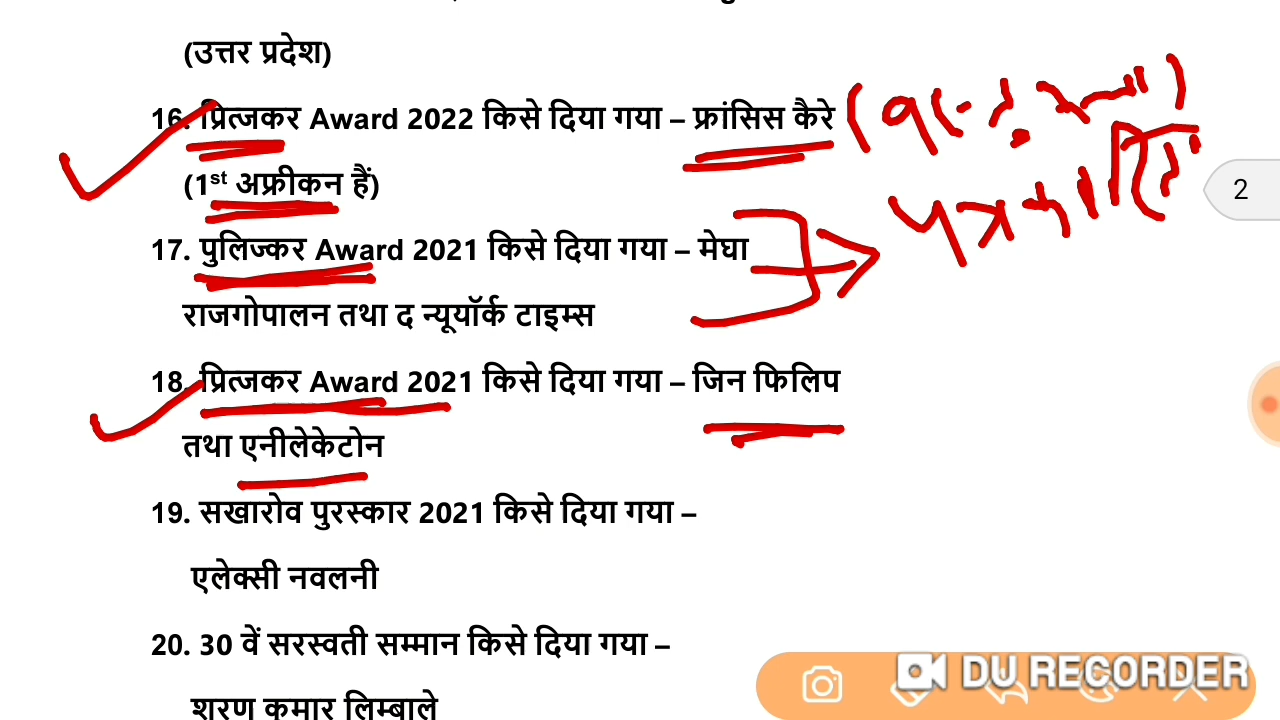 (उत्तर प्रदेश)
16. प्रित्जकर Award 2022 किसे दिया गया – फ्रांसिस कैरे
(1st अफ्रीकन हैं)
17. पुलिज्कर Award 2021 किसे दिया गया – मेघा
राजगोपालन तथा द न्यूयॉर्क टाइम्स
18. प्रित्जकर Award 2021 किसे दिया गया – जिन फिलिप
तथा एनीलेकेटोन
19. सखारोव पुरस्कार 2021 किसे दिया गया –
एलेक्सी नवलनी
20. 30 वें सरस्वती सम्मान किसे दिया गया –
शरण कुमार लिम्बाले
2
DU RECORDER